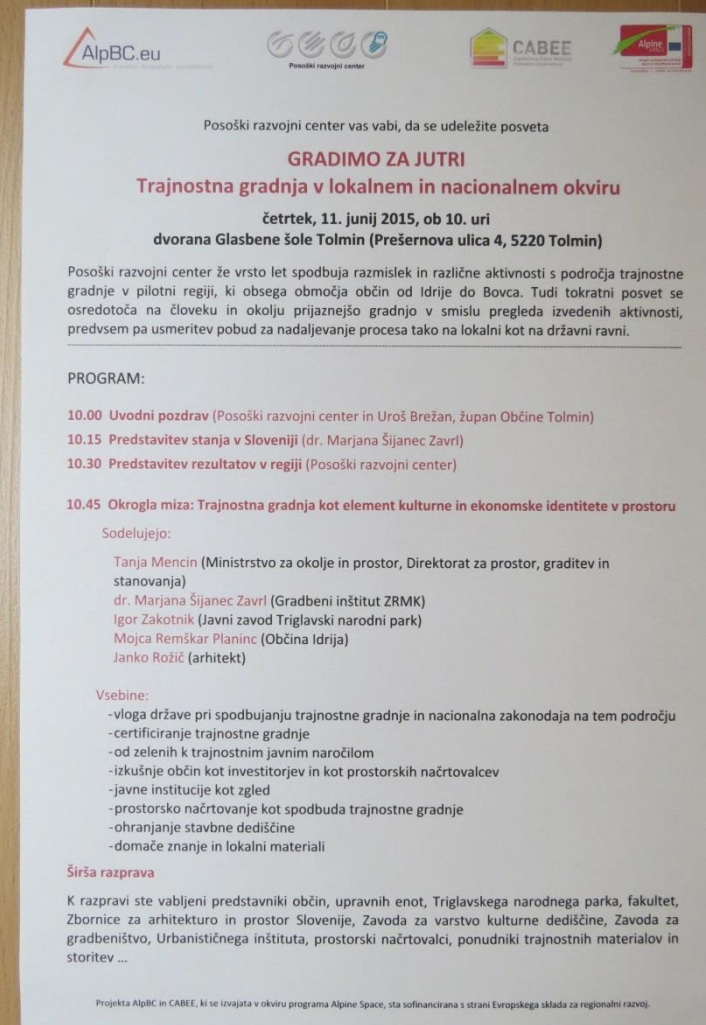 AlpBC.eu
Posoški razvojni center
CABEE
Alpine
Posoški razvojni center vas vabi, da se udeležite posveta
GRADIMO ZA JUTRI
Trajnostna gradnja v lokalnem in nacionalnem okviru
četrtek, 11. junij 2015, ob 10. uri
dvorana Glasbene šole Tolmin (Prešernova ulica 4, 5220 Tolmin)
Posoški razvojni center že vrsto let spodbuja razmislek in različne aktivnosti s področja trajnostne
gradnje v pilotni regiji, ki obsega območja občin od Idrije do Bovca. Tudi tokratni posvet se
osredotoča na človeku in okolju prijaznejšo gradnjo v smislu pregleda izvedenih aktivnosti,
predvsem pa usmeritev pobud za nadaljevanje procesa tako na lokalni kot na državni ravni.
PROGRAM:
10.00 Uvodni pozdrav (Posoški razvojni center in Uroš Brežan, župan Občine Tolmin)
10.15 Predstavitev stanja v Sloveniji (dr. Marjana Šijanec Zavrl)
10.30 Predstavitev rezultatov v regiji (Posoški razvojni center)
10.45 Okrogla miza: Trajnostna gradnja kot element kulturne in ekonomske identitete v prostoru
Sodelujejo:
Tanja Mencin (Ministrstvo za okolje in prostor, Direktorat za prostor, graditev in
stanovanja)
dr. Marjana Šijanec Zavrl (Gradbeni inštitut ZRMK)
Igor Zakotnik (Javni zavod Triglavski narodni park)
Mojca Remškar Planinc (Občina Idrija)
Janko Rožič (arhitekt)
Vsebine:
-vloga države pri spodbujanju trajnostne gradnje in nacionalna zakonodaja na tem področju
-certificiranje trajnostne gradnje
-od zelenih k trajnostnim javnim naročilom
-izkušnje občin kot investitorjev in kot prostorskih načrtovalcev
-javne institucije kot zgled
-prostorsko načrtovanje kot spodbuda trajnostne gradnje
-ohranjanje stavbne dediščine
-domače znanje in lokalni materiali
Širša razprava
K razpravi ste vabljeni predstavniki občin, upravnih enot, Triglavskega narodnega parka, fakultet,
Zbornice za arhitekturo in prostor Slovenije, Zavoda za varstvo kulturne dediščine, Zavoda za
gradbeništvo, Urbanističnega inštituta, prostorski načrtovalci, ponudniki trajnostnih materialov in
storitev ...
Projekta AlpBC in CABEE, ki se izvajata v okviru programa Alpine Space, sta sofinancirana s strani Evropskega sklada za regionalni razvoj.